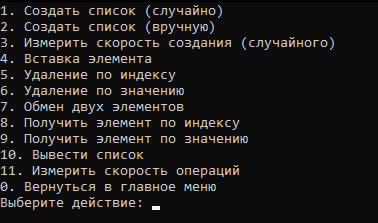 1. Создать список (случайно)
2. Создать список (вручную)
3. Измерить скорость создания (случайного)
4. Вставка элемента
5. Удаление по индексу
6. Удаление по значению
7. Обмен двух элементов
8. Получить элемент по индексу
9. Получить элемент по значению
10. Вывести список
11. Измерить скорость операций
0. Вернуться в главное меню
Выберите действие: _